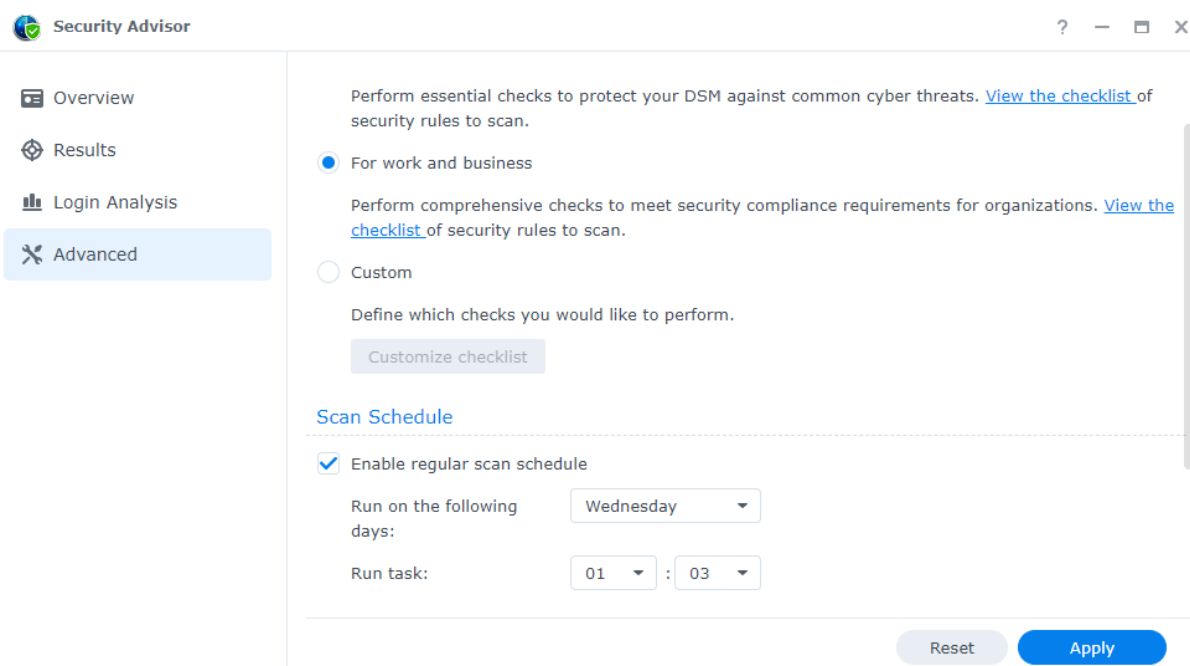 Security Advisor
Overview
Results
Login Analysis
Advanced
Perform essential checks to protect your DSM against common cyber threats. View the checklist of
security rules to scan.
For work and business
Perform comprehensive checks to meet security compliance requirements for organizations. View the
checklist of security rules to scan.
Custom
Define which checks you would like to perform.
Customize checklist
Scan Schedule
Enable regular scan schedule
Run on the following Wednesday
days:
Run task: 01 : 03
Reset Apply